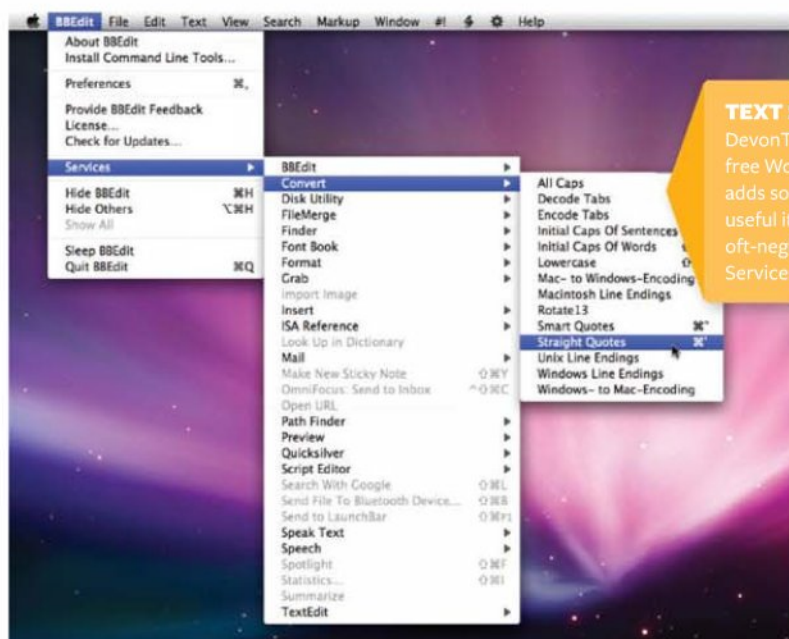 BBEdit File Edit Text View Search Markup Window #! Help
About BBEdit
Install Command Line Tools...
Preferences ⌘,
Provide BBEdit Feedback
License...
Check for Updates...
Services
Hide BBEdit ⌘H
Hide Others ⌥⌘H
Show All
Sleep BBEdit
Quit BBEdit ⌘Q
BBEdit
Convert
Disk Utility
FileMerge
Finder
Font Book
Format
Grab
Import Image
Insert
ISA Reference
Look Up in Dictionary
Mail
Make New Sticky Note ⇧⌘Y
OmniFocus: Send to Inbox ^⇧⌘C
Open URL
Path Finder
Preview
Quicksilver
Script Editor
Search With Google ⇧⌘L
Send File To Bluetooth Device... ⇧⌘B
Send to LaunchBar ⇧⌘F1
Speak Text
Speech
Spotlight ⇧⌘F
Statistics... ⇧⌘I
Summarize
TextEdit
All Caps
Decode Tabs
Encode Tabs
Initial Caps Of Sentences
Initial Caps Of Words
Lowercase
Mac- to Windows-Encoding
Macintosh Line Endings
Rotate13
Smart Quotes ⌘"
Straight Quotes ⌘'
Unix Line Endings
Windows Line Endings
Windows- to Mac-Encoding
TEXT
DevonT
free Wo
adds so
useful i
oft-neg
Service